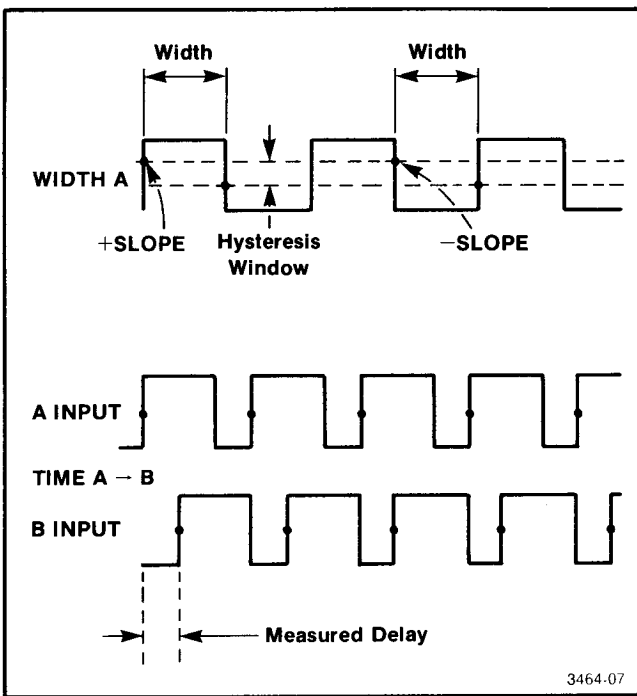 Width
Width
WIDTH A
+SLOPE
Hysteresis
Window
−SLOPE
A INPUT
TIME A → B
B INPUT
Measured Delay
3464-07